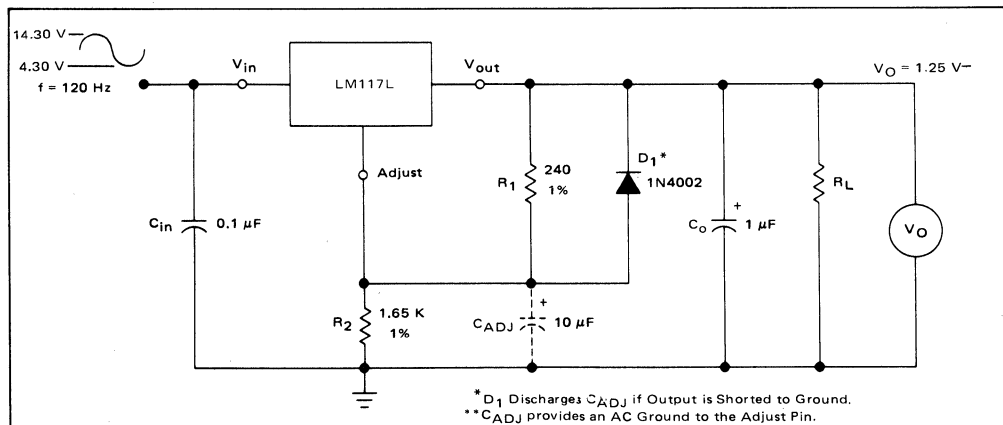 14.30 V
4.30 V
f = 120 Hz
Vin
LM117L
Vout
VO = 1.25 V–
Adjust
Cin
0.1 µF
R1
240
1%
D1*
1N4002
Co
+
1 µF
RL
VO
R2
1.65 K
1%
CADJ
+
10 µF
*D1 Discharges CADJ if Output is Shorted to Ground.
**CADJ provides an AC Ground to the Adjust Pin.